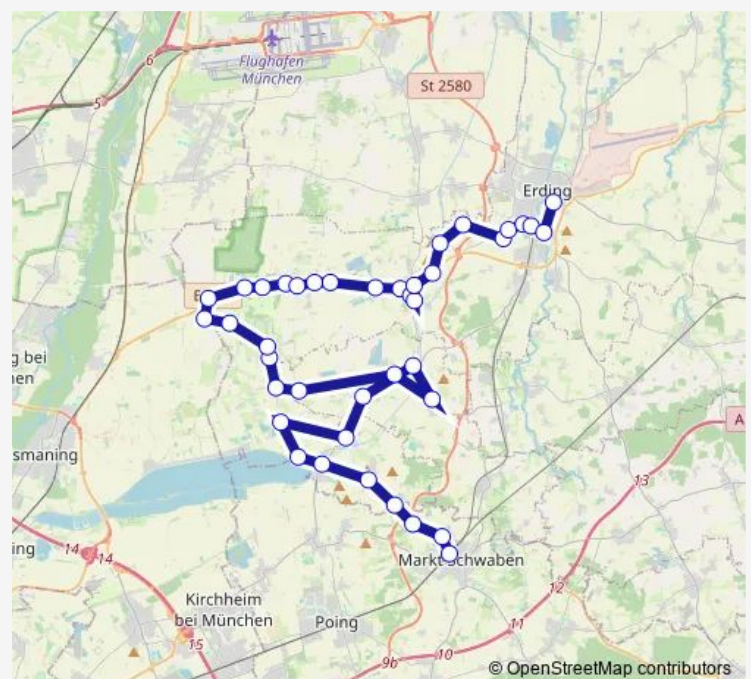 6
Flughafen
München
5
St 2580
Erding
E
g bei
nen
smaning
A
13
ing
14
14
Markt Schwaben
12
Kirchheim
bei München
Poing
11
15
10
9b
© OpenStreetMap contributors